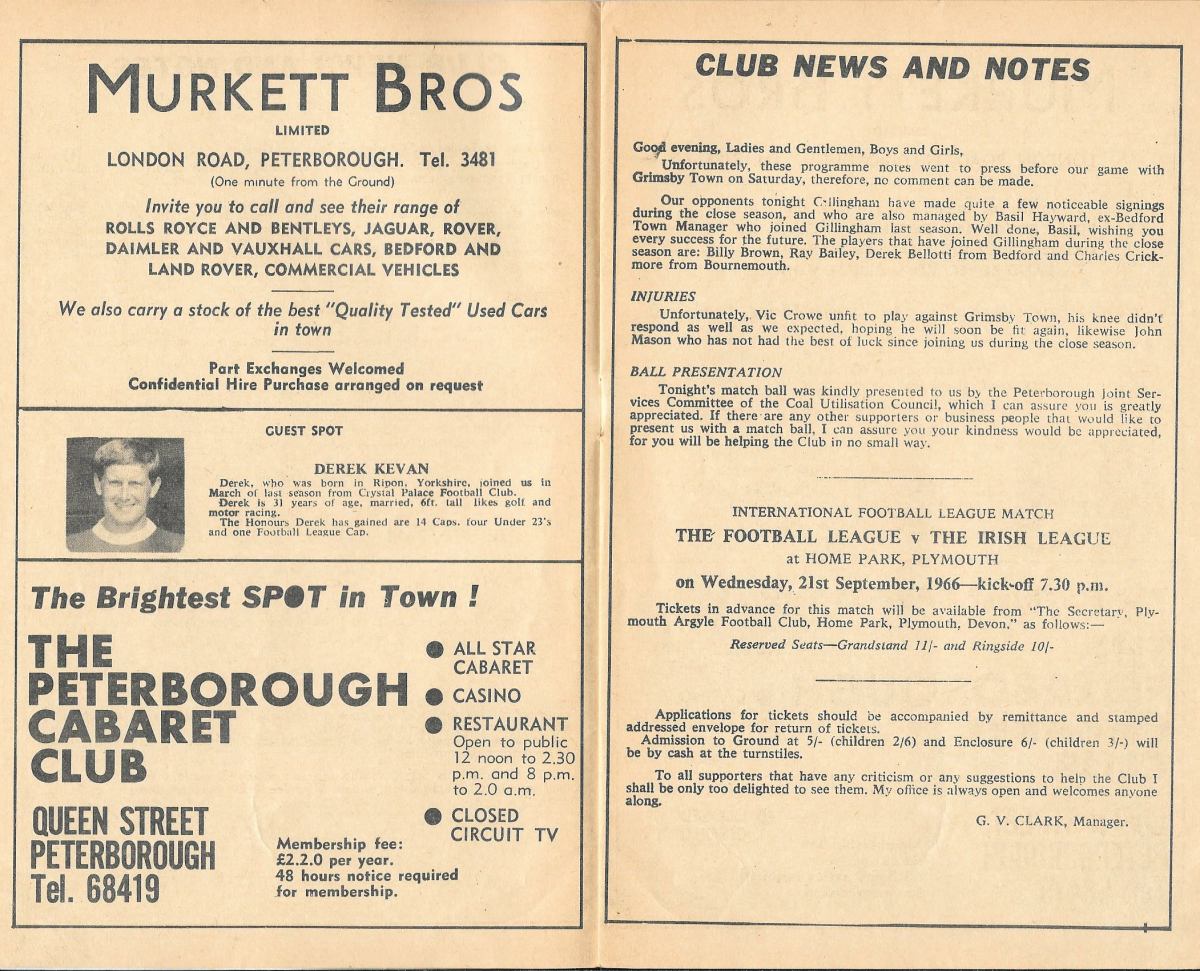 MURKETT BROS
LIMITED
LONDON ROAD, PETERBOROUGH. Tel. 3481
(One minute from the Ground)
Invite you to call and see their range of
ROLLS ROYCE AND BENTLEYS, JAGUAR, ROVER,
DAIMLER AND VAUXHALL CARS, BEDFORD AND
LAND ROVER, COMMERCIAL VEHICLES
We also carry a stock of the best "Quality Tested" Used Cars
in town
Part Exchanges Welcomed
Confidential Hire Purchase arranged on request
GUEST SPOT
DEREK KEVAN
Derek, who was born in Ripon, Yorkshire, joined us in
March of last season from Crystal Palace Football Club.
Derek is 31 years of age, married, 6ft. tall likes golf and
motor racing.
The Honours Derek has gained are 14 Caps, four Under 23's
and one Football League Cap.
The Brightest SPOT in Town !
THE
PETERBOROUGH
CABARET
CLUB
QUEEN STREET
PETERBOROUGH
Tel. 68419
● ALL STAR
CABARET
● CASINO
● RESTAURANT
Open to public
12 noon to 2.30
p.m. and 8 p.m.
to 2.0 a.m.
● CLOSED
CIRCUIT TV
Membership fee:
£2.2.0 per year.
48 hours notice required
for membership.
CLUB NEWS AND NOTES
Good evening, Ladies and Gentlemen, Boys and Girls,
Unfortunately, these programme notes went to press before our game with
Grimsby Town on Saturday, therefore, no comment can be made.
Our opponents tonight Gillingham have made quite a few noticeable signings
during the close season, and who are also managed by Basil Hayward, ex-Bedford
Town Manager who joined Gillingham last season. Well done, Basil, wishing you
every success for the future. The players that have joined Gillingham during the close
season are: Billy Brown, Ray Bailey, Derek Bellotti from Bedford and Charles Crick-
more from Bournemouth.
INJURIES
Unfortunately, Vic Crowe unfit to play against Grimsby Town, his knee didn't
respond as well as we expected, hoping he will soon be fit again, likewise John
Mason who has not had the best of luck since joining us during the close season.
BALL PRESENTATION
Tonight's match ball was kindly presented to us by the Peterborough Joint Ser-
vices Committee of the Coal Utilisation Council, which I can assure you is greatly
appreciated. If there are any other supporters or business people that would like to
present us with a match ball, I can assure you your kindness would be appreciated,
for you will be helping the Club in no small way.
INTERNATIONAL FOOTBALL LEAGUE MATCH
THE FOOTBALL LEAGUE v THE IRISH LEAGUE
at HOME PARK, PLYMOUTH
on Wednesday, 21st September, 1966—kick-off 7.30 p.m.
Tickets in advance for this match will be available from "The Secretary, Ply-
mouth Argyle Football Club, Home Park, Plymouth, Devon," as follows:—
Reserved Seats—Grandstand 11/- and Ringside 10/-
Applications for tickets should be accompanied by remittance and stamped
addressed envelope for return of tickets.
Admission to Ground at 5/- (children 2/6) and Enclosure 6/- (children 3/-) will
be by cash at the turnstiles.
To all supporters that have any criticism or any suggestions to help the Club I
shall be only too delighted to see them. My office is always open and welcomes anyone
along.
G. V. CLARK, Manager.